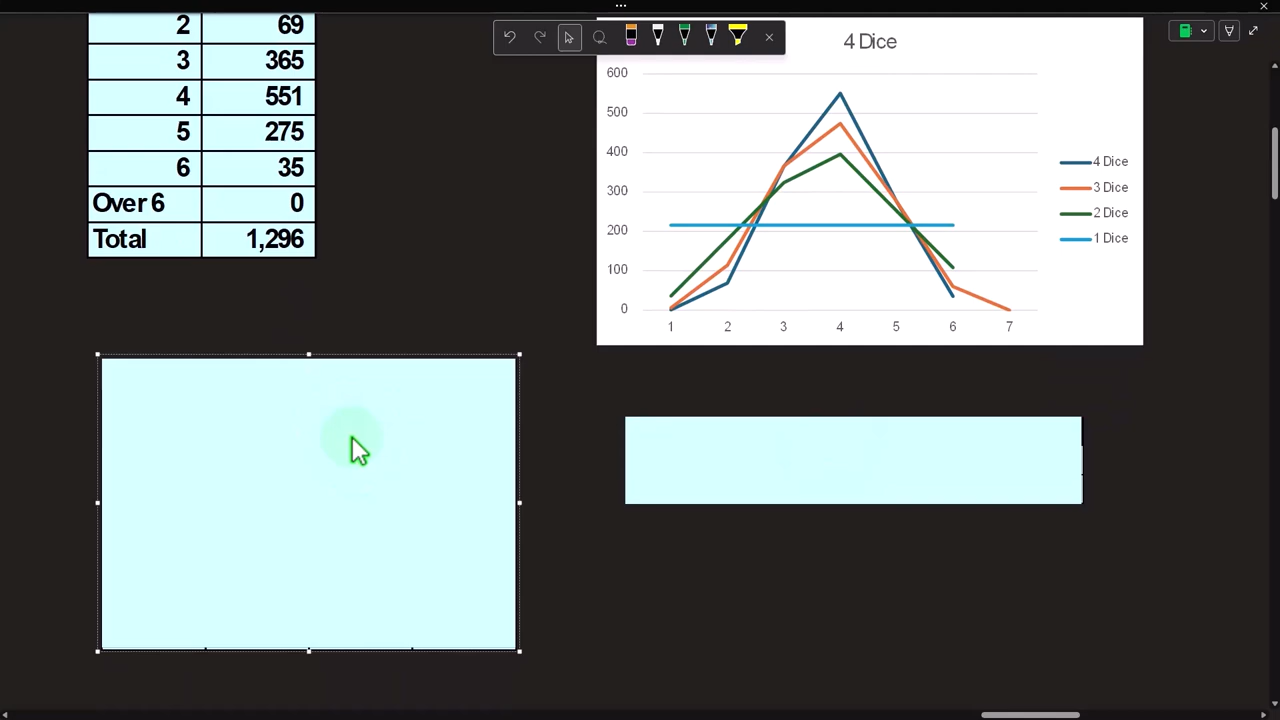 2 69
3 365
4 551
5 275
6 35
Over 6 0
Total 1,296
4 Dice
600
500
400
300
200
100
0
1 2 3 4 5 6 7
4 Dice
3 Dice
2 Dice
1 Dice